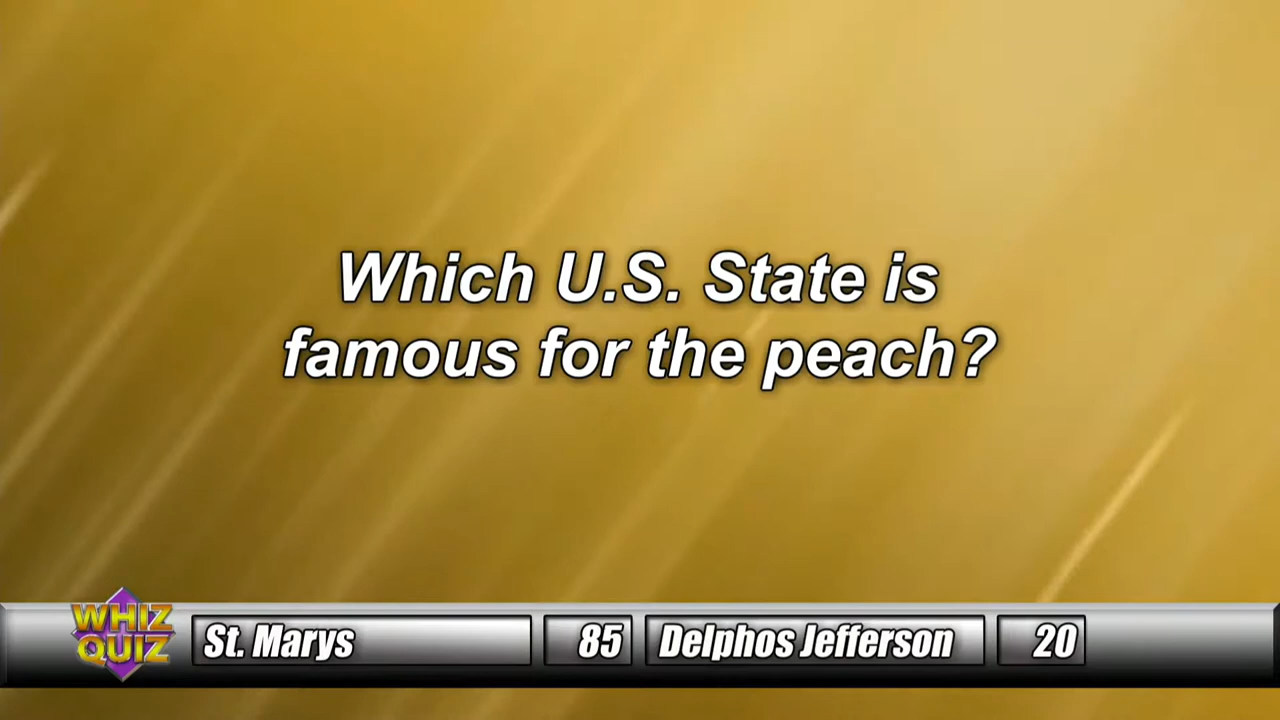 Which U.S. State is
famous for the peach?
WHIZ
QUIZ
St. Marys 85 Delphos Jefferson 20